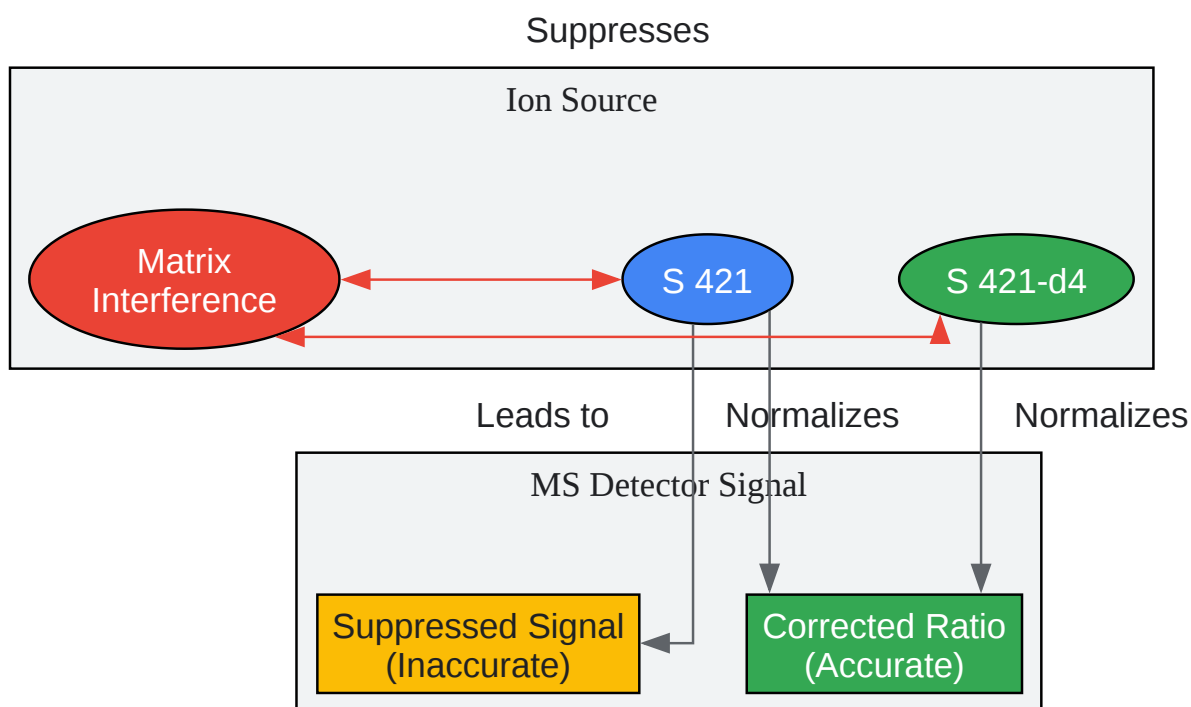 Suppresses
Ion Source
Matrix
Interference
S 421
S 421-d4
Leads to
Normalizes
Normalizes
MS Detector Signal
Suppressed Signal
(Inaccurate)
Corrected Ratio
(Accurate)